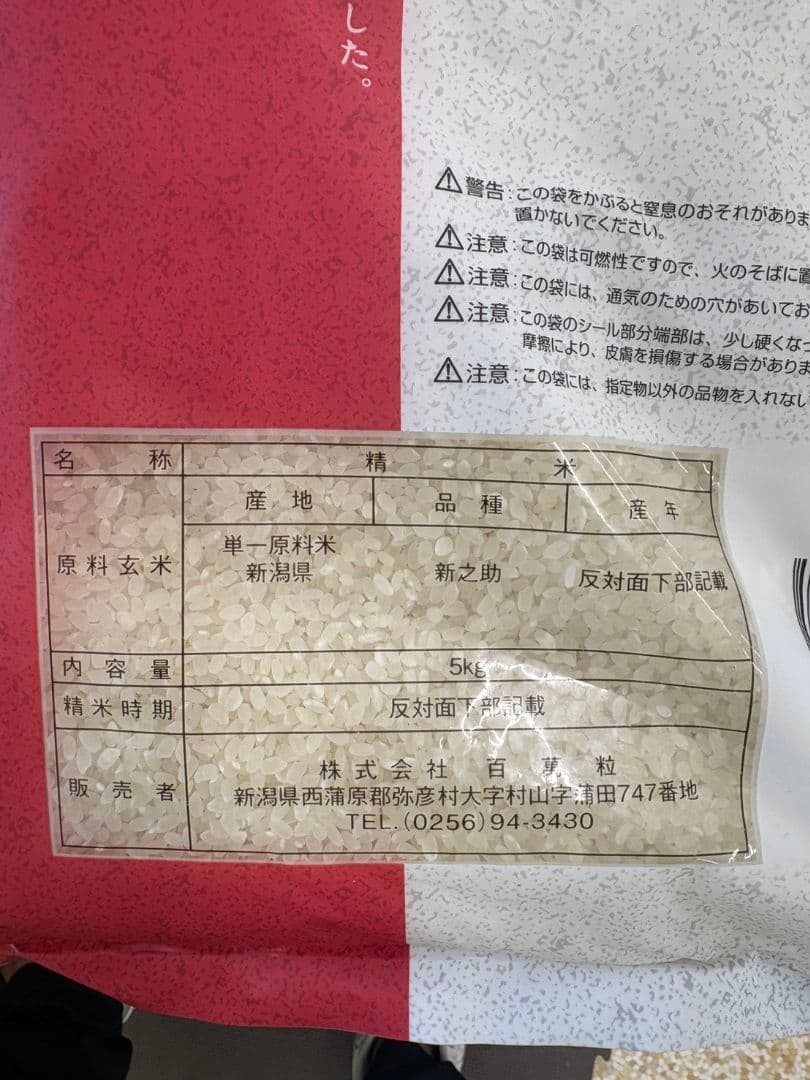 した。
警告：この袋をかぶると窒息のおそれがありま
置かないでください。
注意：この袋は可燃性ですので、火のそばに置
注意：この袋には、通気のための穴があいてお
注意：この袋のシール部分端部は、少し硬くなっ
摩擦により、皮膚を損傷する場合がありま
注意：この袋には、指定物以外の品物を入れない
名称 精米
産地 品種 産年
原料玄米 単一原料米
新潟県 新之助 反対面下部記載
内容量 5kg
精米時期 反対面下部記載
販売者 株式会社 百萬粒
新潟県西蒲原郡弥彦村大字村山字蒲田747番地
TEL.(0256)94-3430